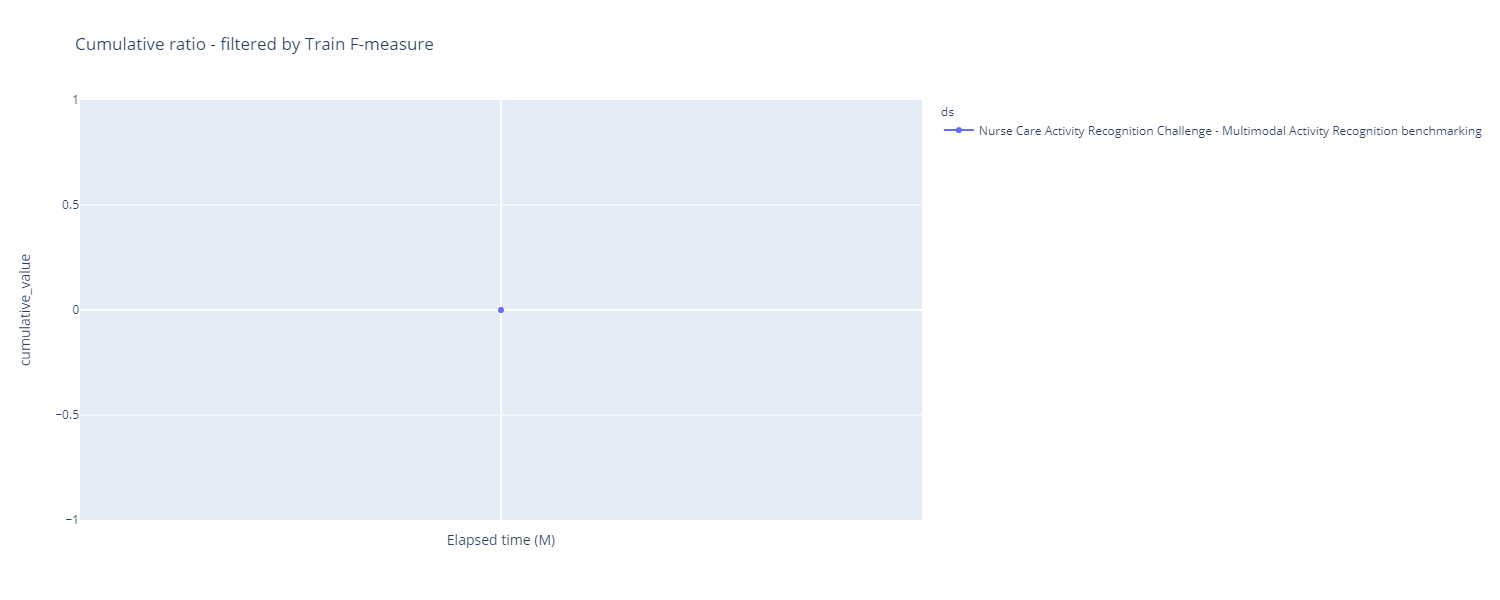 Cumulative ratio - filtered by Train F-measure
1
0.5
0
−0.5
−1
cumulative_value
Elapsed time (M)
ds
Nurse Care Activity Recognition Challenge - Multimodal Activity Recognition benchmarking